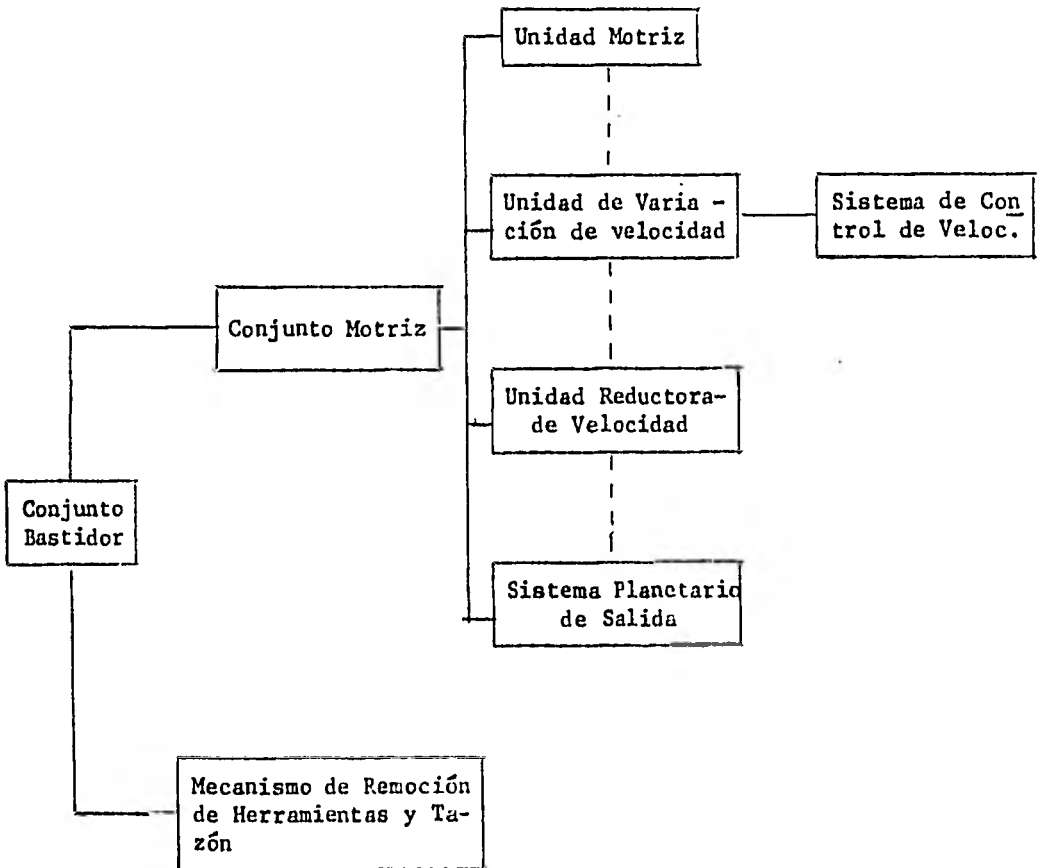 Unidad Motriz
Unidad de Varia -
ción de velocidad
Sistema de Con
trol de Veloc.
Conjunto Motriz
Unidad Reductora-
de Velocidad
Conjunto
Bastidor
Sistema Planetario
de Salida
Mecanismo de Remoción
de Herramientas y Ta-
zón